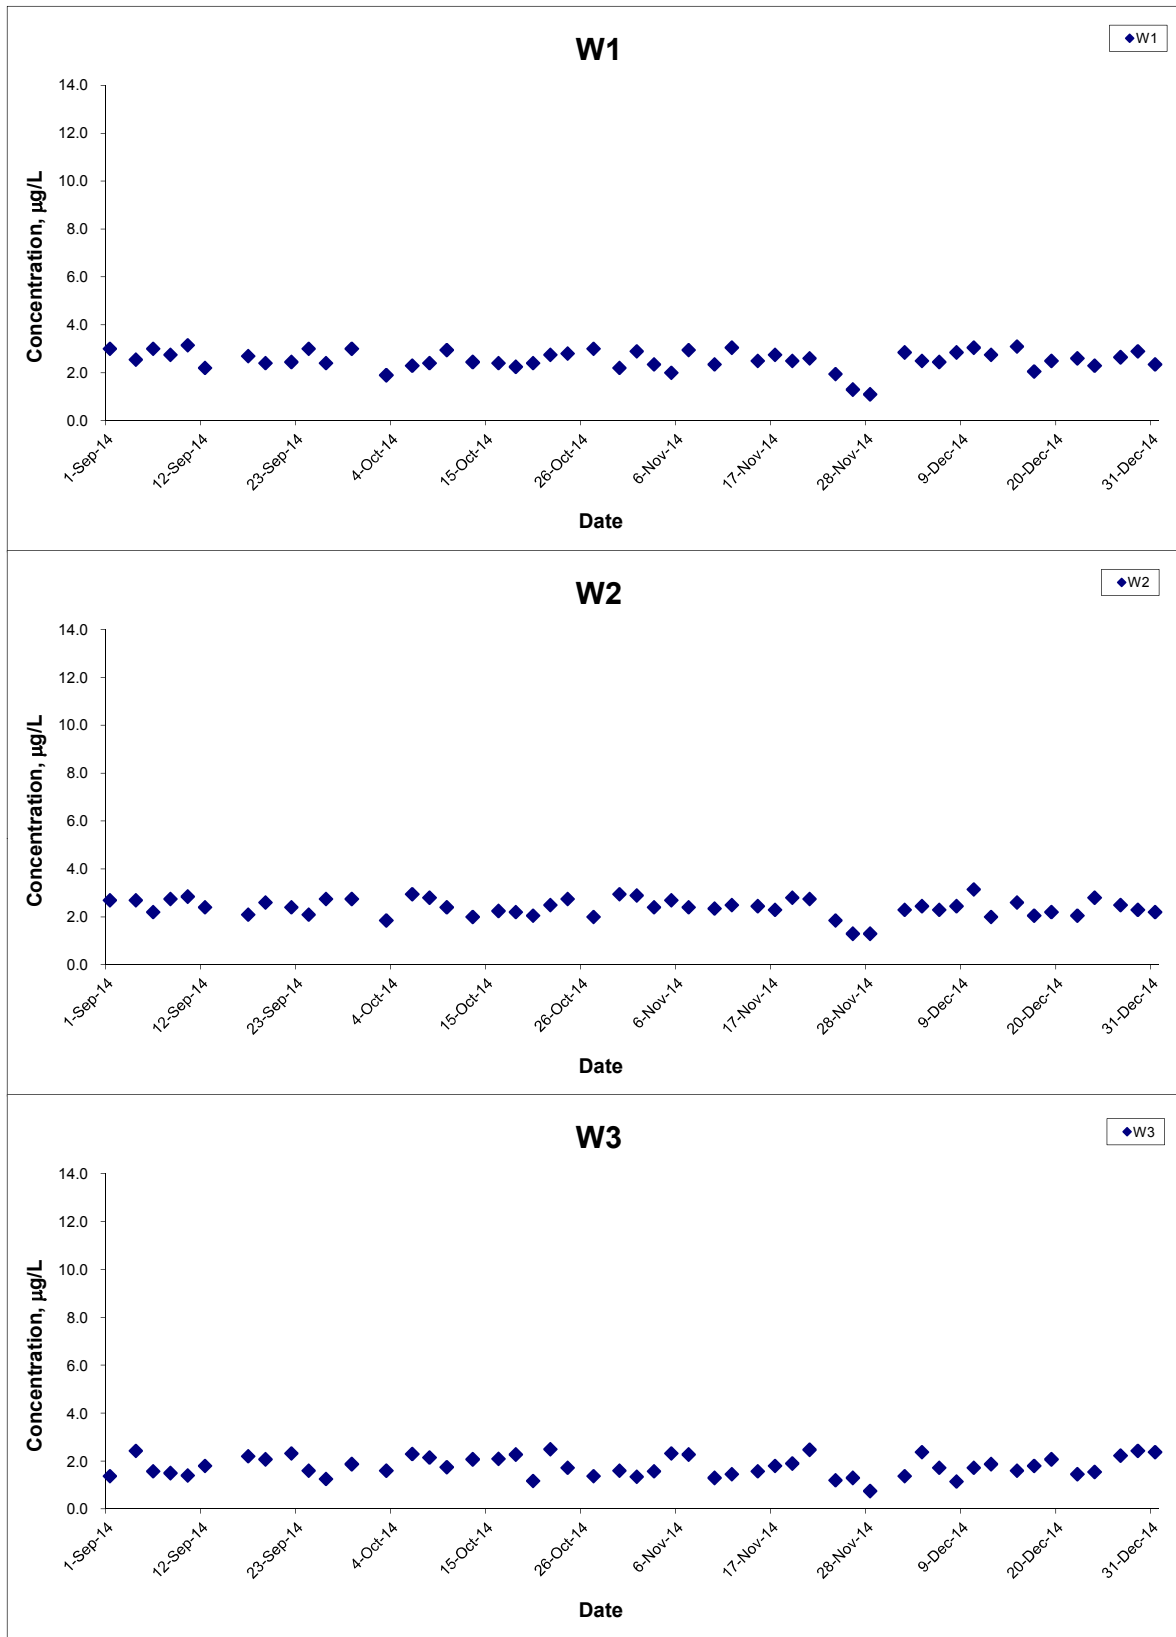 W1
W1
14.0
12.0
10.0
8.0
6.0
4.0
2.0
0.0
Concentration, µg/L
1-Sep-14 12-Sep-14 23-Sep-14 4-Oct-14 15-Oct-14 26-Oct-14 6-Nov-14 17-Nov-14 28-Nov-14 9-Dec-14 20-Dec-14 31-Dec-14
Date
W2
W2
14.0
12.0
10.0
8.0
6.0
4.0
2.0
0.0
Concentration, µg/L
1-Sep-14 12-Sep-14 23-Sep-14 4-Oct-14 15-Oct-14 26-Oct-14 6-Nov-14 17-Nov-14 28-Nov-14 9-Dec-14 20-Dec-14 31-Dec-14
Date
W3
W3
14.0
12.0
10.0
8.0
6.0
4.0
2.0
0.0
Concentration, µg/L
1-Sep-14 12-Sep-14 23-Sep-14 4-Oct-14 15-Oct-14 26-Oct-14 6-Nov-14 17-Nov-14 28-Nov-14 9-Dec-14 20-Dec-14 31-Dec-14
Date